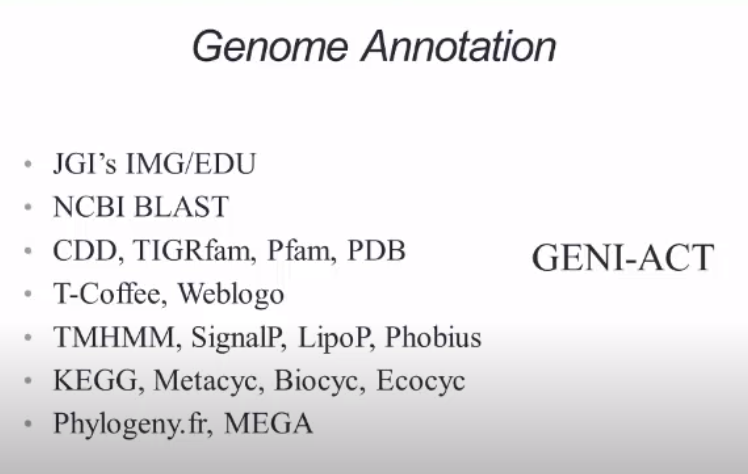 Genome Annotation
• JGI's IMG/EDU
• NCBI BLAST
• CDD, TIGRfam, Pfam, PDB
GENI-ACT
• T-Coffee, Weblogo
• TMHMM, SignalP, LipoP, Phobius
• KEGG, Metacyc, Biocyc, Ecocyc
• Phylogeny.fr, MEGA